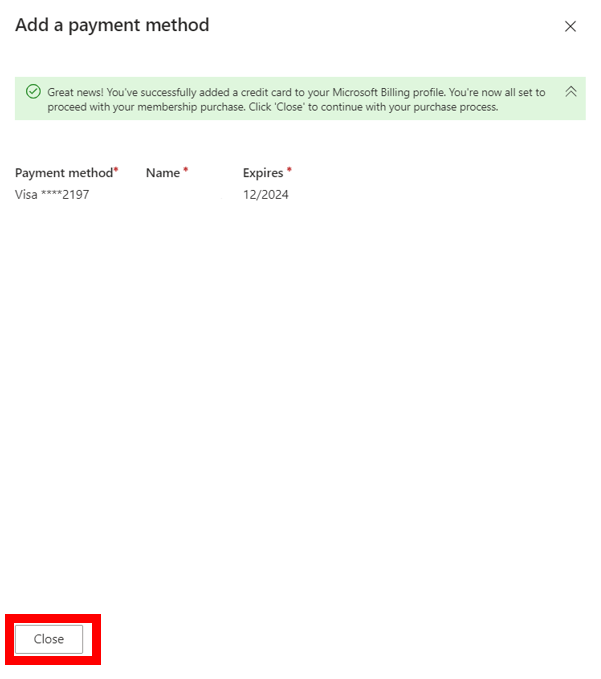 Add a payment method
Great news! You've successfully added a credit card to your Microsoft Billing profile. You're now all set to
proceed with your membership purchase. Click 'Close' to continue with your purchase process.
Payment method* Name * Expires *
Visa ****2197 12/2024
Close